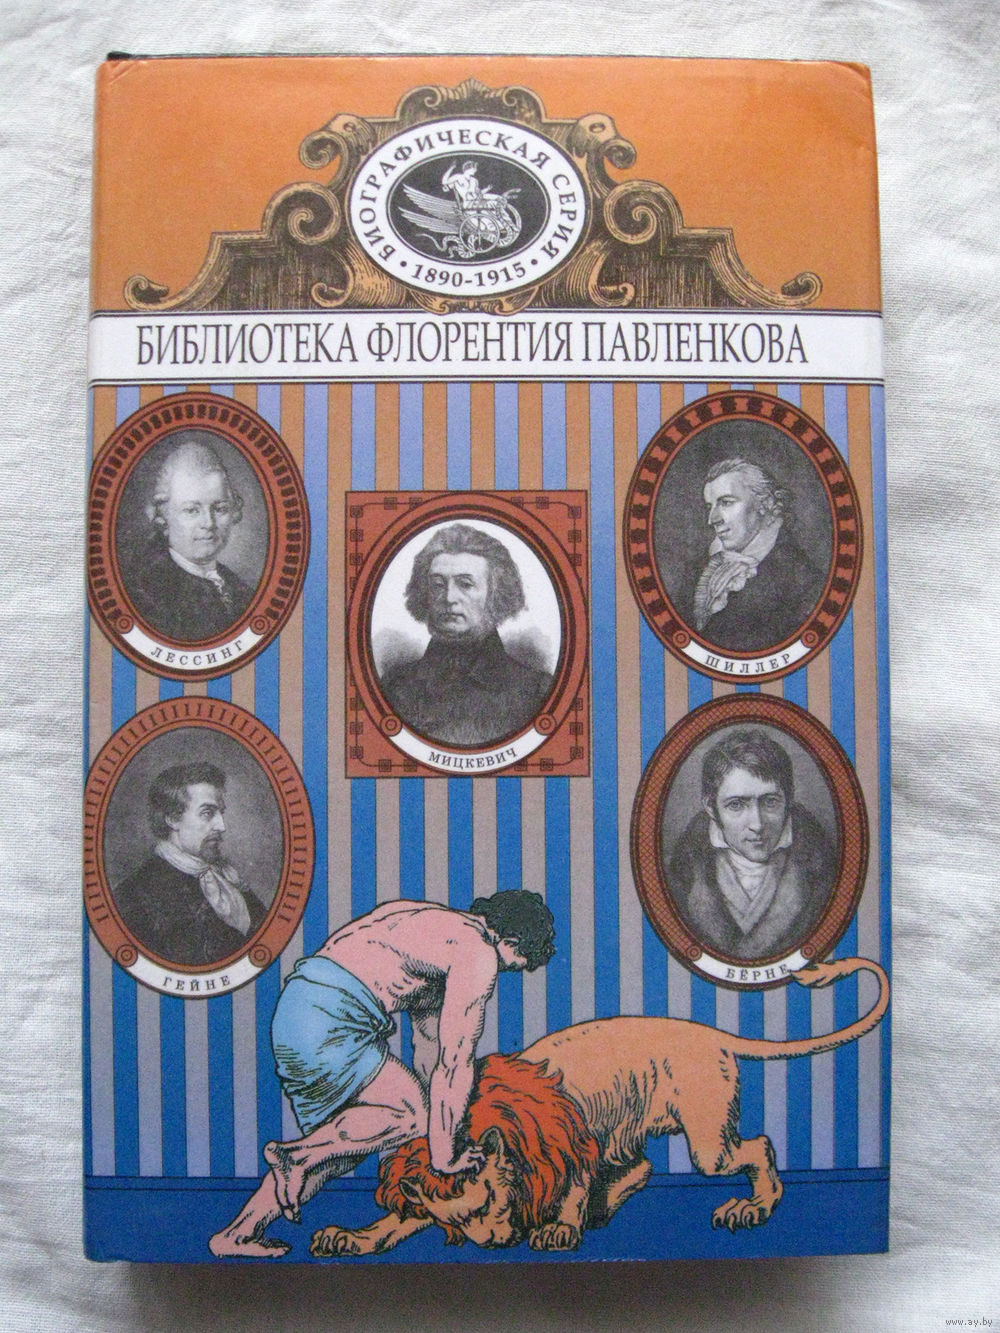 БИОГРАФИЧЕСКАЯ СЕРИЯ
• 1890-1915 •
БИБЛИОТЕКА ФЛОРЕНТИЯ ПАВЛЕНКОВА
ЛЕССИНГ
ШИЛЛЕР
МИЦКЕВИЧ
ГЕЙНЕ
БЁРНЕ
www.ay.by